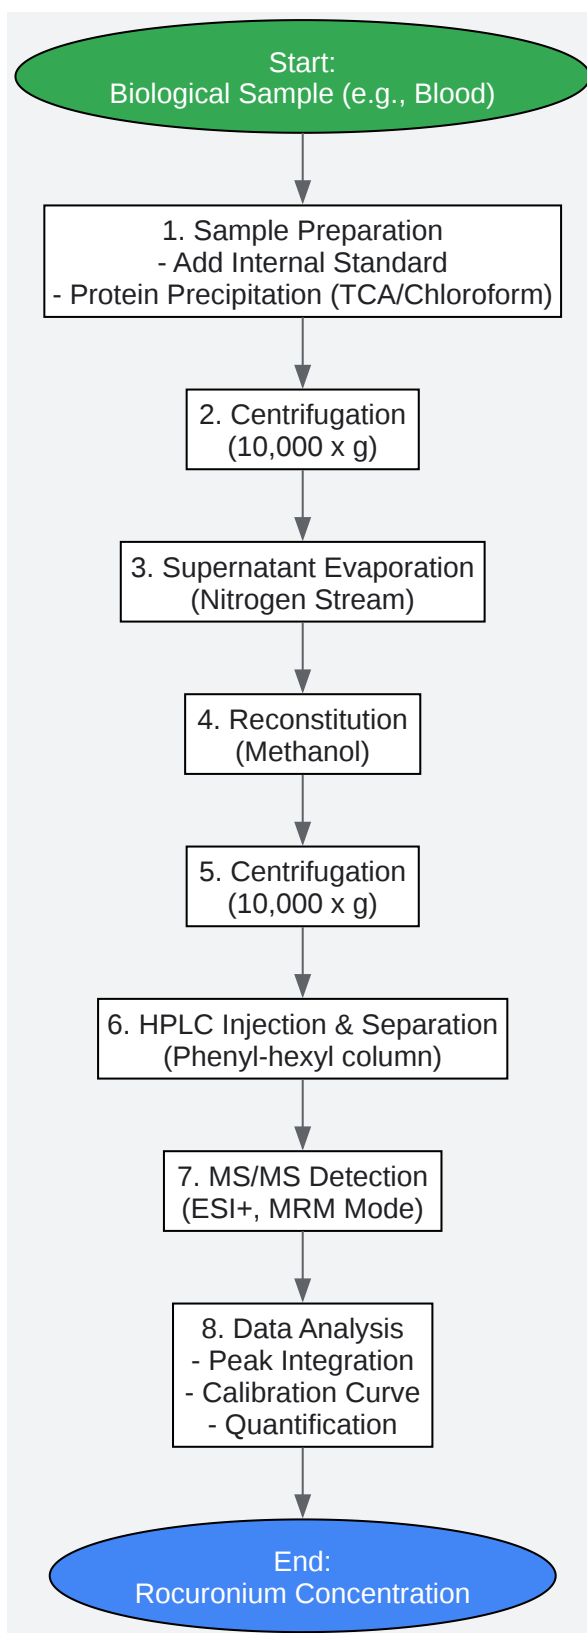 Start:
Biological Sample (e.g., Blood)
1. Sample Preparation
- Add Internal Standard
- Protein Precipitation (TCA/Chloroform)
2. Centrifugation
(10,000 x g)
3. Supernatant Evaporation
(Nitrogen Stream)
4. Reconstitution
(Methanol)
5. Centrifugation
(10,000 x g)
6. HPLC Injection & Separation
(Phenyl-hexyl column)
7. MS/MS Detection
(ESI+, MRM Mode)
8. Data Analysis
- Peak Integration
- Calibration Curve
- Quantification
End:
Rocuronium Concentration